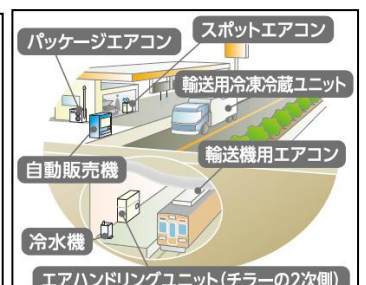 スポットエアコン
パッケージエアコン
輸送用冷凍冷蔵ユニット
自動販売機
輸送機用エアコン
冷水機
エアハンドリングユニット(チラーの2次側)